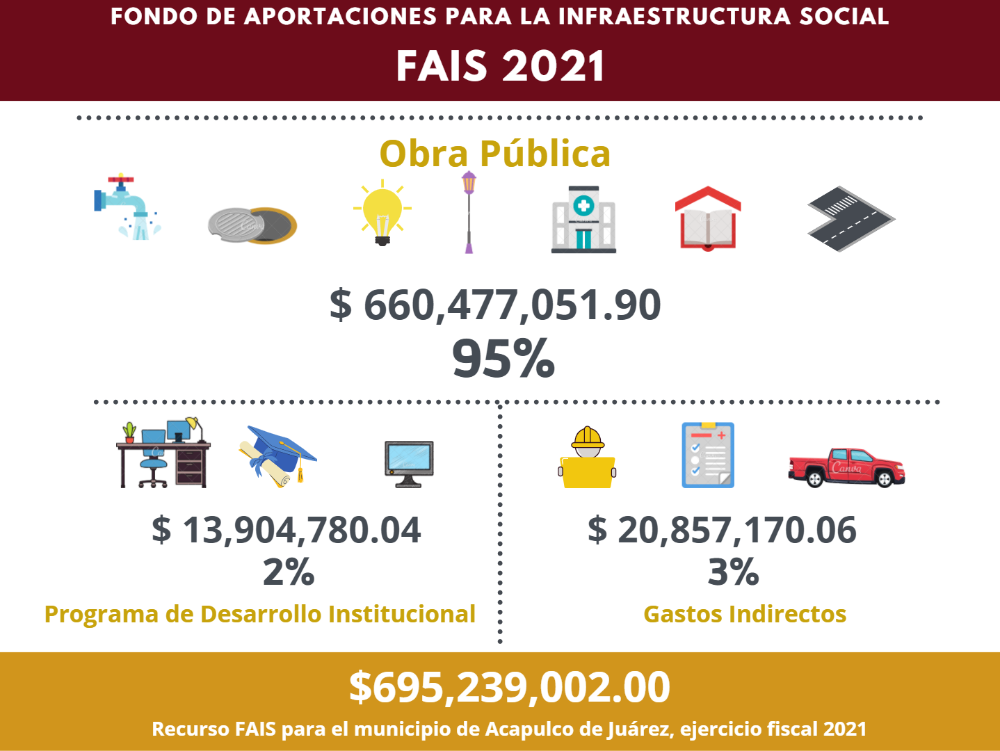 FONDO DE APORTACIONES PARA LA INFRAESTRUCTURA SOCIAL
FAIS 2021
Obra Pública
Canva
$ 660,477,051.90
95%
Canva
$ 13,904,780.04
2%
Programa de Desarrollo Institucional
$ 20,857,170.06
3%
Gastos Indirectos
$695,239,002.00
Recurso FAIS para el municipio de Acapulco de Juárez, ejercicio fiscal 2021